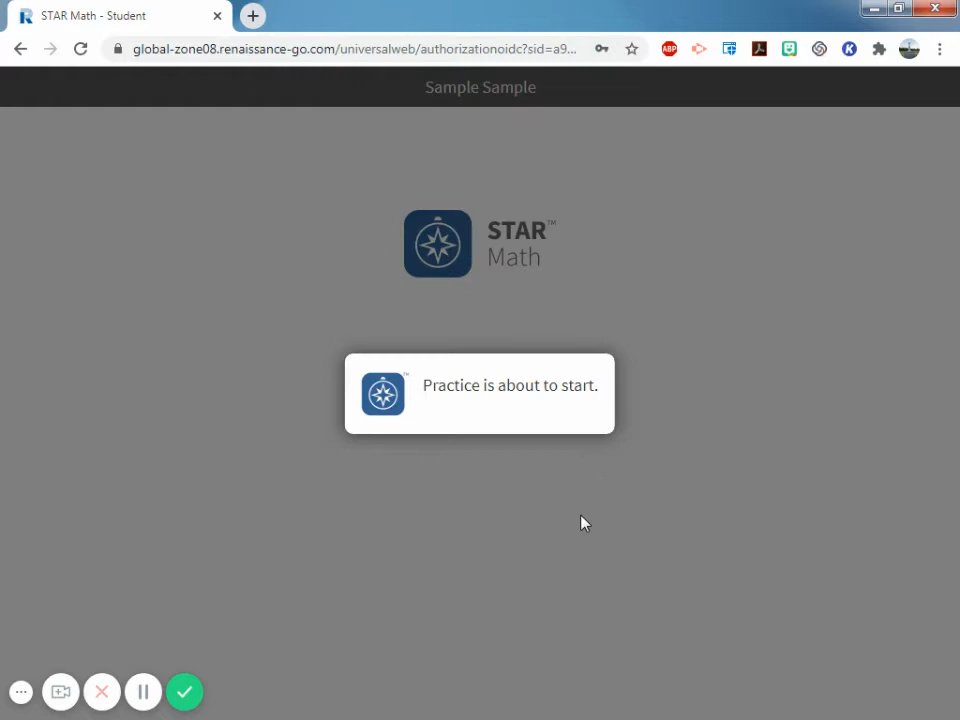 STAR Math - Student
global-zone08.renaissance-go.com/universalweb/authorizationoidc?sid=a9...
ABP
K
Sample Sample
STAR™
Math
Practice is about to start.